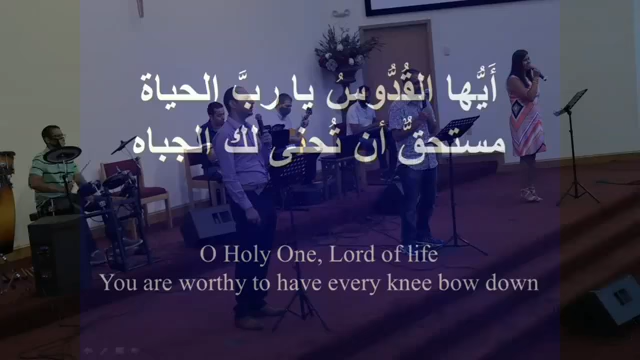 أَيُّها القُدُّوسُ يا ربَّ الحياة
مستحقٌّ أن تُحنى لك الجباه
O Holy One, Lord of life
You are worthy to have every knee bow down